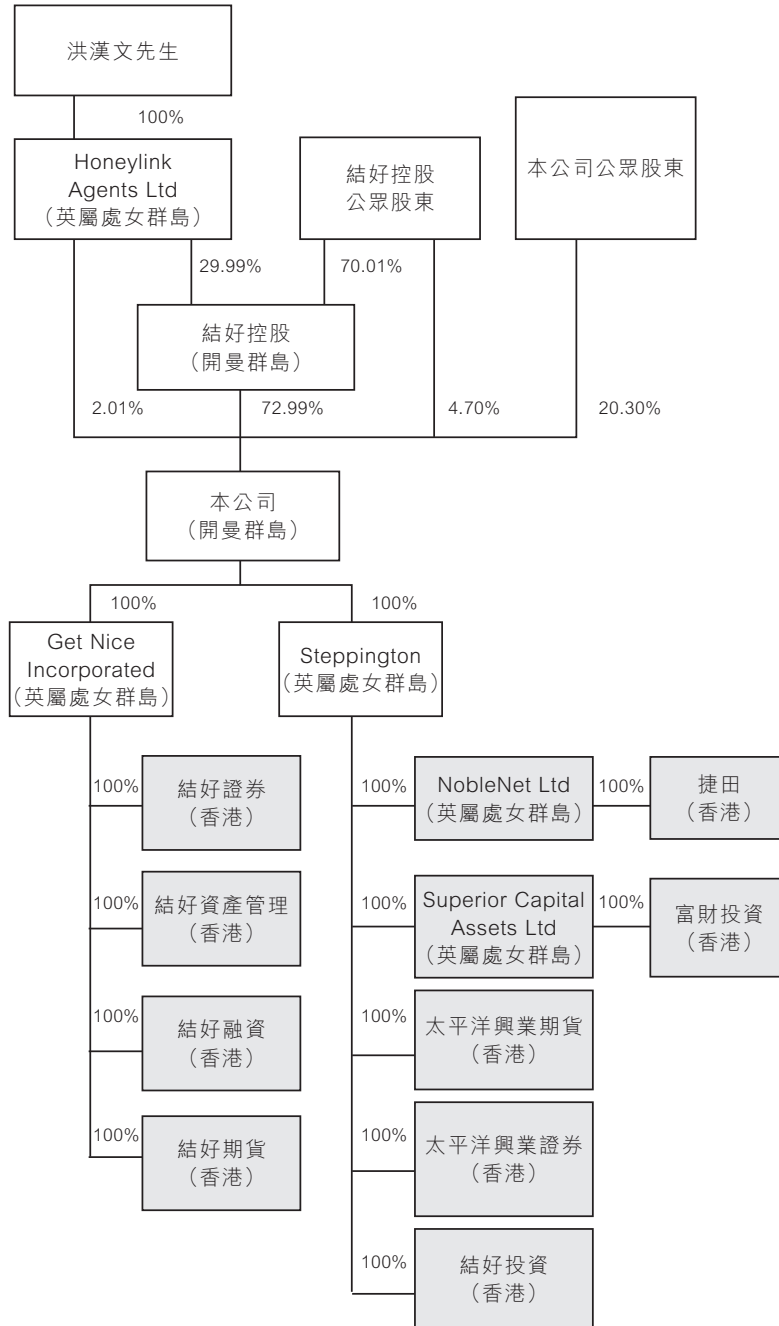 洪漢文先生
100%
Honeylink
Agents Ltd
（英屬處女群島）
結好控股
公眾股東
本公司公眾股東
29.99%
70.01%
結好控股
（開曼群島）
2.01%
72.99%
4.70%
20.30%
本公司
（開曼群島）
100%
100%
Get Nice
Incorporated
（英屬處女群島）
Steppington
（英屬處女群島）
100%
結好證券
（香港）
100%
NobleNet Ltd
（英屬處女群島）
100%
捷田
（香港）
100%
結好資產管理
（香港）
100%
Superior Capital
Assets Ltd
（英屬處女群島）
100%
富財投資
（香港）
100%
結好融資
（香港）
100%
太平洋興業期貨
（香港）
100%
結好期貨
（香港）
100%
太平洋興業證券
（香港）
100%
結好投資
（香港）